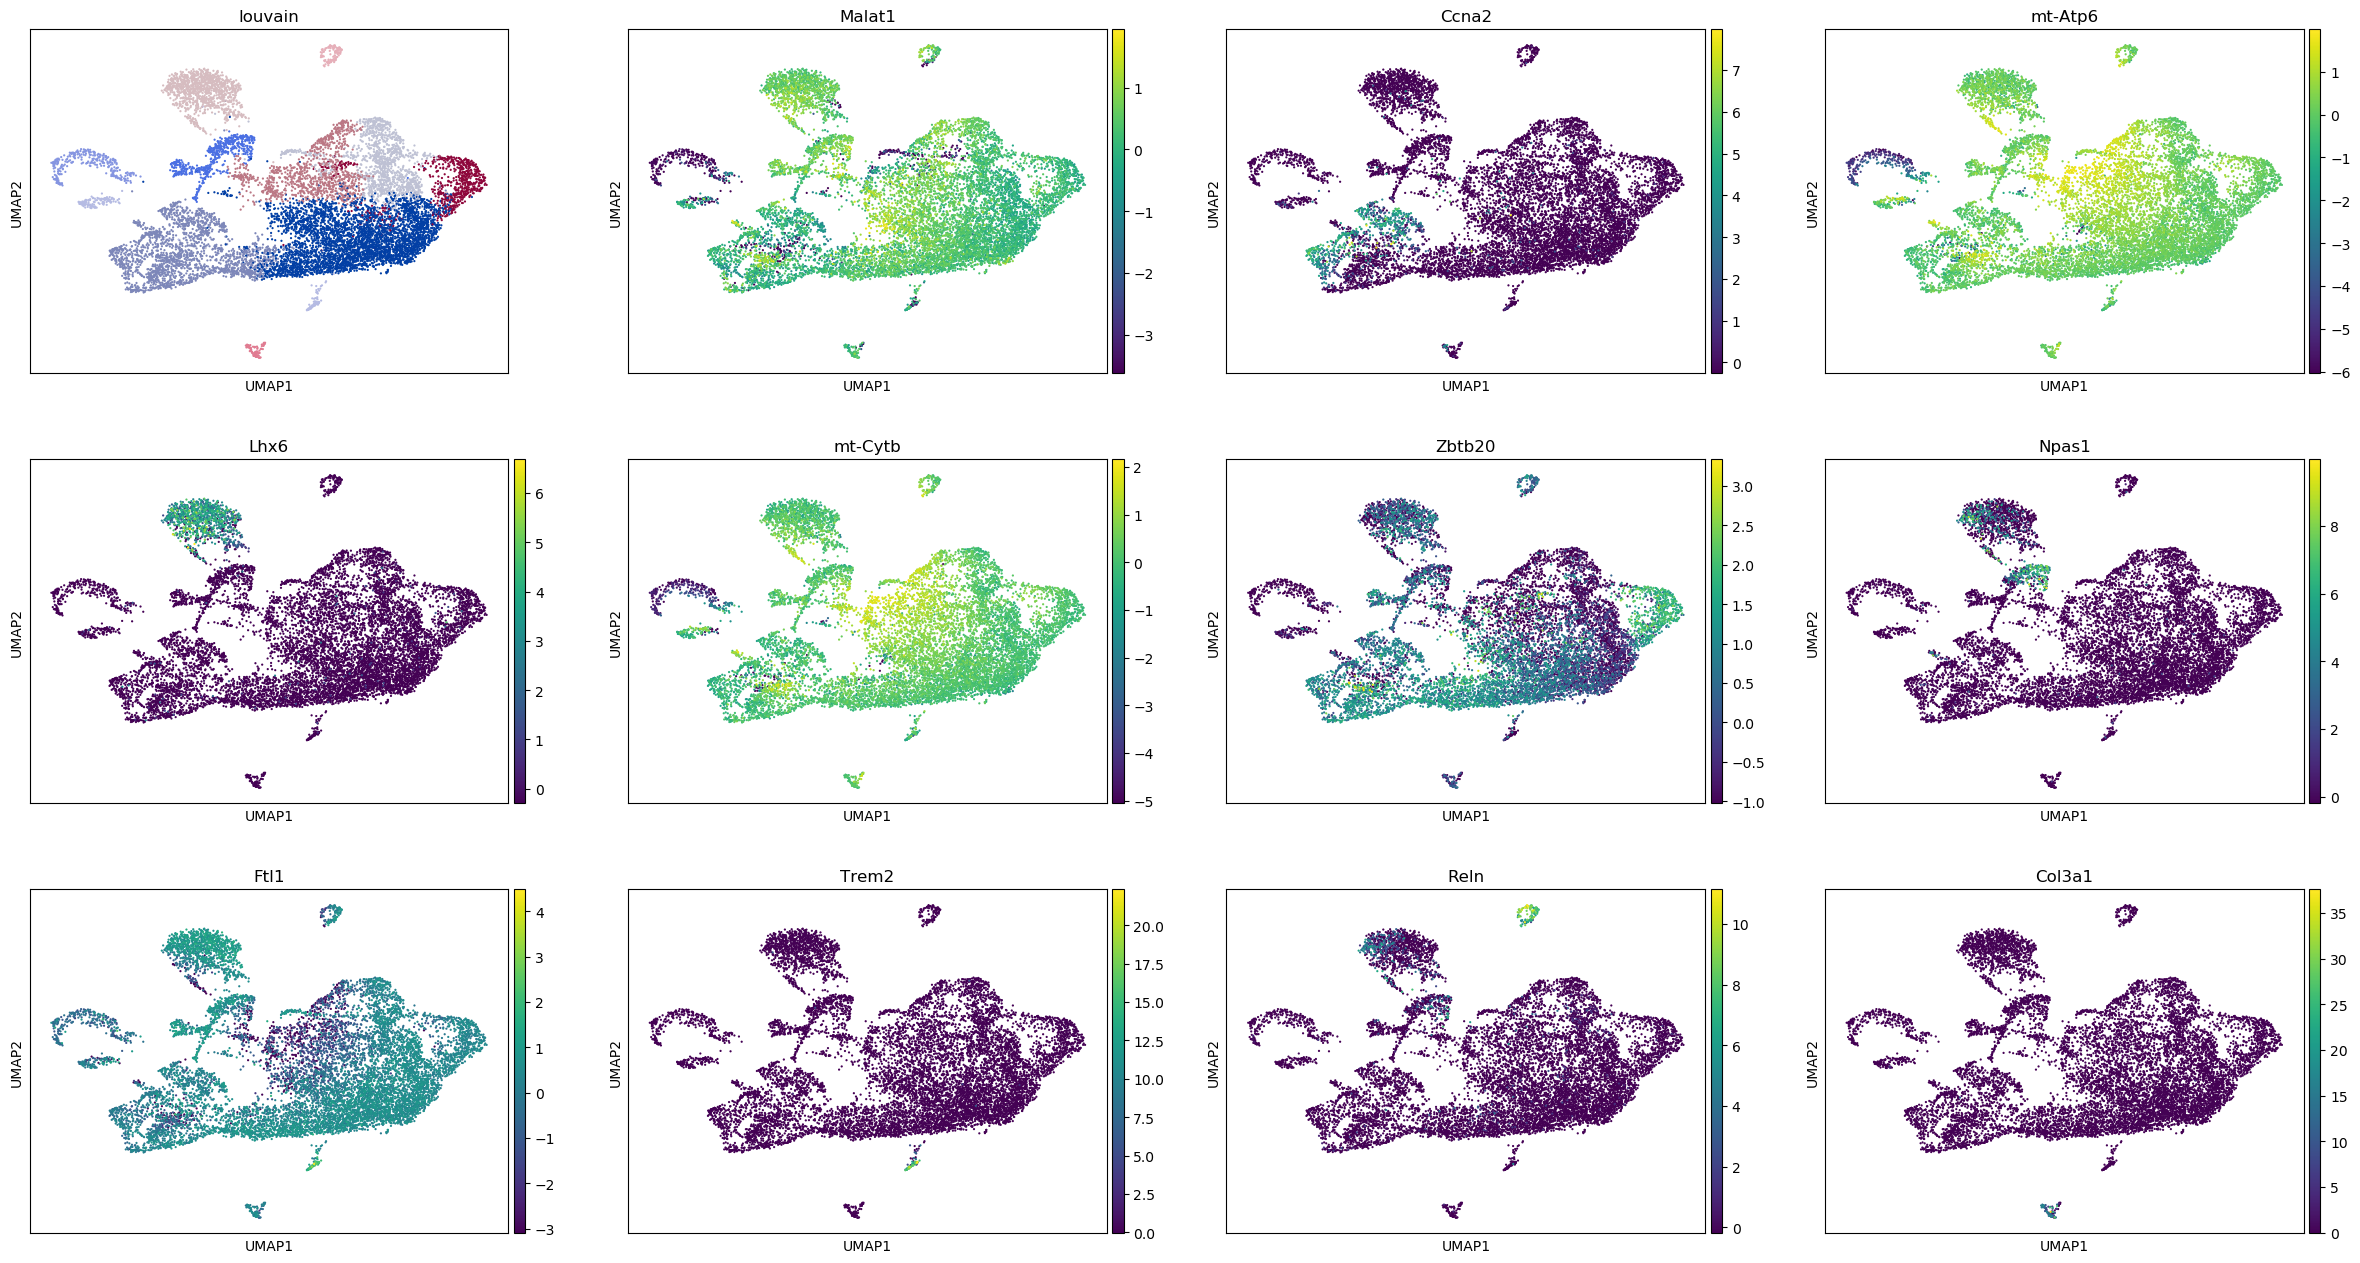 louvain
UMAP2
UMAP1
Malat1
UMAP2
UMAP1
1
0
−1
−2
−3
Ccna2
UMAP2
UMAP1
7
6
5
4
3
2
1
0
mt-Atp6
UMAP2
UMAP1
1
0
−1
−2
−3
−4
−5
−6
Lhx6
UMAP2
UMAP1
6
5
4
3
2
1
0
mt-Cytb
UMAP2
UMAP1
2
1
0
−1
−2
−3
−4
−5
Zbtb20
UMAP2
UMAP1
3.0
2.5
2.0
1.5
1.0
0.5
0.0
−0.5
−1.0
Npas1
UMAP2
UMAP1
8
6
4
2
0
Ftl1
UMAP2
UMAP1
4
3
2
1
0
−1
−2
−3
Trem2
UMAP2
UMAP1
20.0
17.5
15.0
12.5
10.0
7.5
5.0
2.5
0.0
Reln
UMAP2
UMAP1
10
8
6
4
2
0
Col3a1
UMAP2
UMAP1
35
30
25
20
15
10
5
0